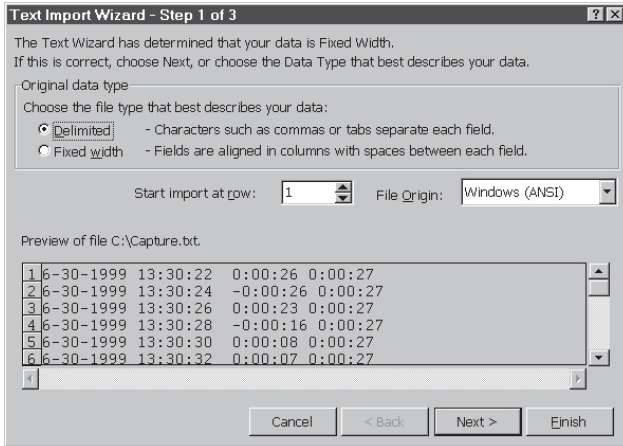 Text Import Wizard - Step 1 of 3
The Text Wizard has determined that your data is Fixed Width.
If this is correct, choose Next, or choose the Data Type that best describes your data.
Original data type
Choose the file type that best describes your data:
Delimited - Characters such as commas or tabs separate each field.
Fixed width - Fields are aligned in columns with spaces between each field.
Start import at row: 1 File Origin: Windows (ANSI)
Preview of file C:\Capture.txt.
1 6-30-1999 13:30:22 0:00:26 0:00:27
2 6-30-1999 13:30:24 -0:00:26 0:00:27
3 6-30-1999 13:30:26 0:00:23 0:00:27
4 6-30-1999 13:30:28 -0:00:16 0:00:27
5 6-30-1999 13:30:30 0:00:08 0:00:27
6 6-30-1999 13:30:32 0:00:07 0:00:27
Cancel < Back Next > Finish